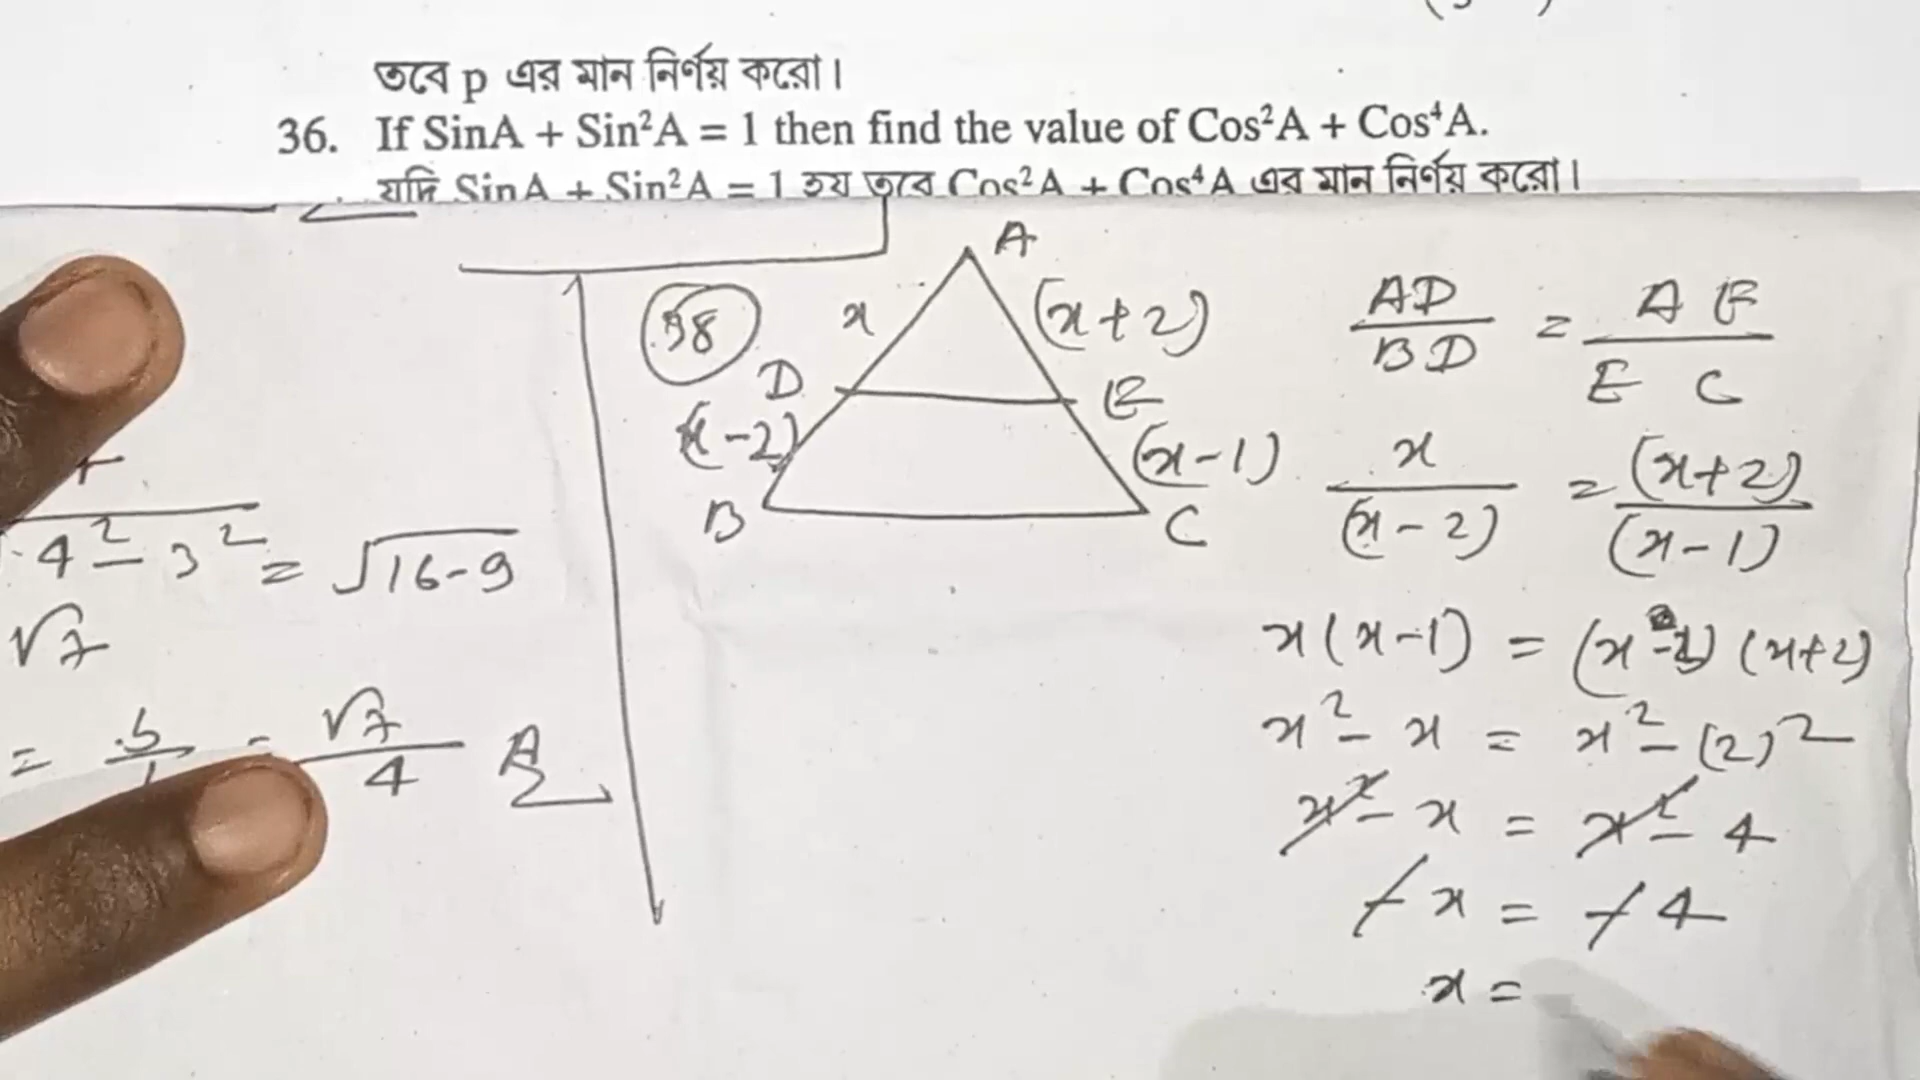 তবে p এর মান নির্ণয় করো।
36. If SinA + Sin²A = 1 then find the value of Cos²A + Cos⁴A.
যদি SinA + Sin²A = 1 হয় তবে Cos²A + Cos⁴A এর মান নির্ণয় করো।
4² - 3² = √16-9
√7
√7/4
38
A
x
(x+2)
D
E
(x-2)
(x-1)
B
C
AD/BD = AE/EC
x/(x-2) = (x+2)/(x-1)
x(x-1) = (x-2)(x+2)
x² - x = x² - (2)²
x² - x = x² - 4
-x = -4
x =